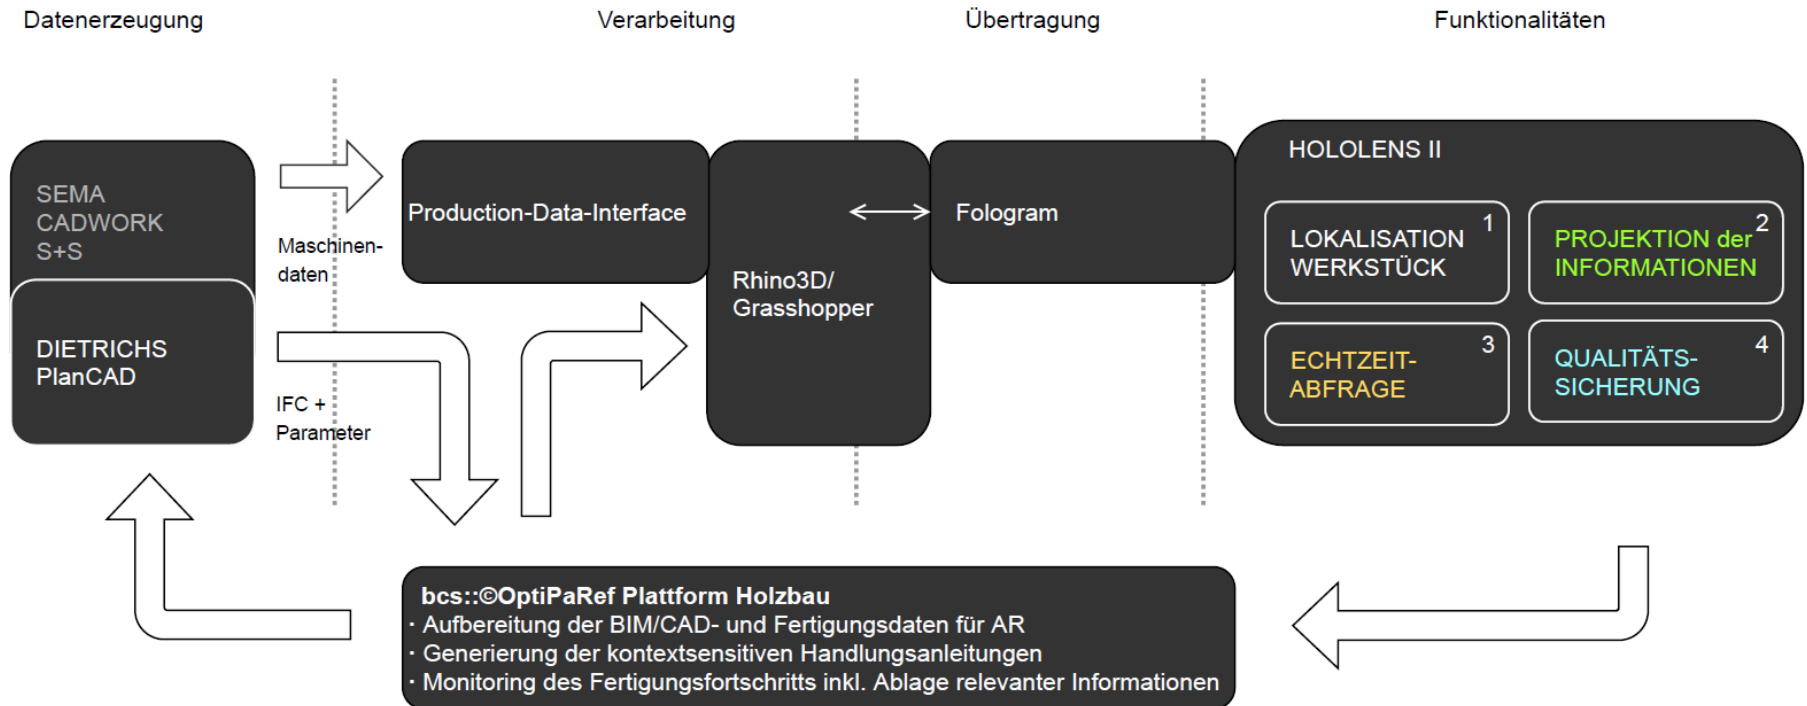 Datenerzeugung
Verarbeitung
Übertragung
Funktionalitäten
SEMA
CADWORK
S+S
DIETRICHS
PlanCAD
Maschinen-
daten
IFC +
Parameter
Production-Data-Interface
Rhino3D/
Grasshopper
Fologram
HOLOLENS II
LOKALISATION 1
WERKSTÜCK
PROJEKTION der 2
INFORMATIONEN
ECHTZEIT- 3
ABFRAGE
QUALITÄTS- 4
SICHERUNG
bcs::©OptiPaRef Plattform Holzbau
· Aufbereitung der BIM/CAD- und Fertigungsdaten für AR
· Generierung der kontextsensitiven Handlungsanleitungen
· Monitoring des Fertigungsfortschritts inkl. Ablage relevanter Informationen